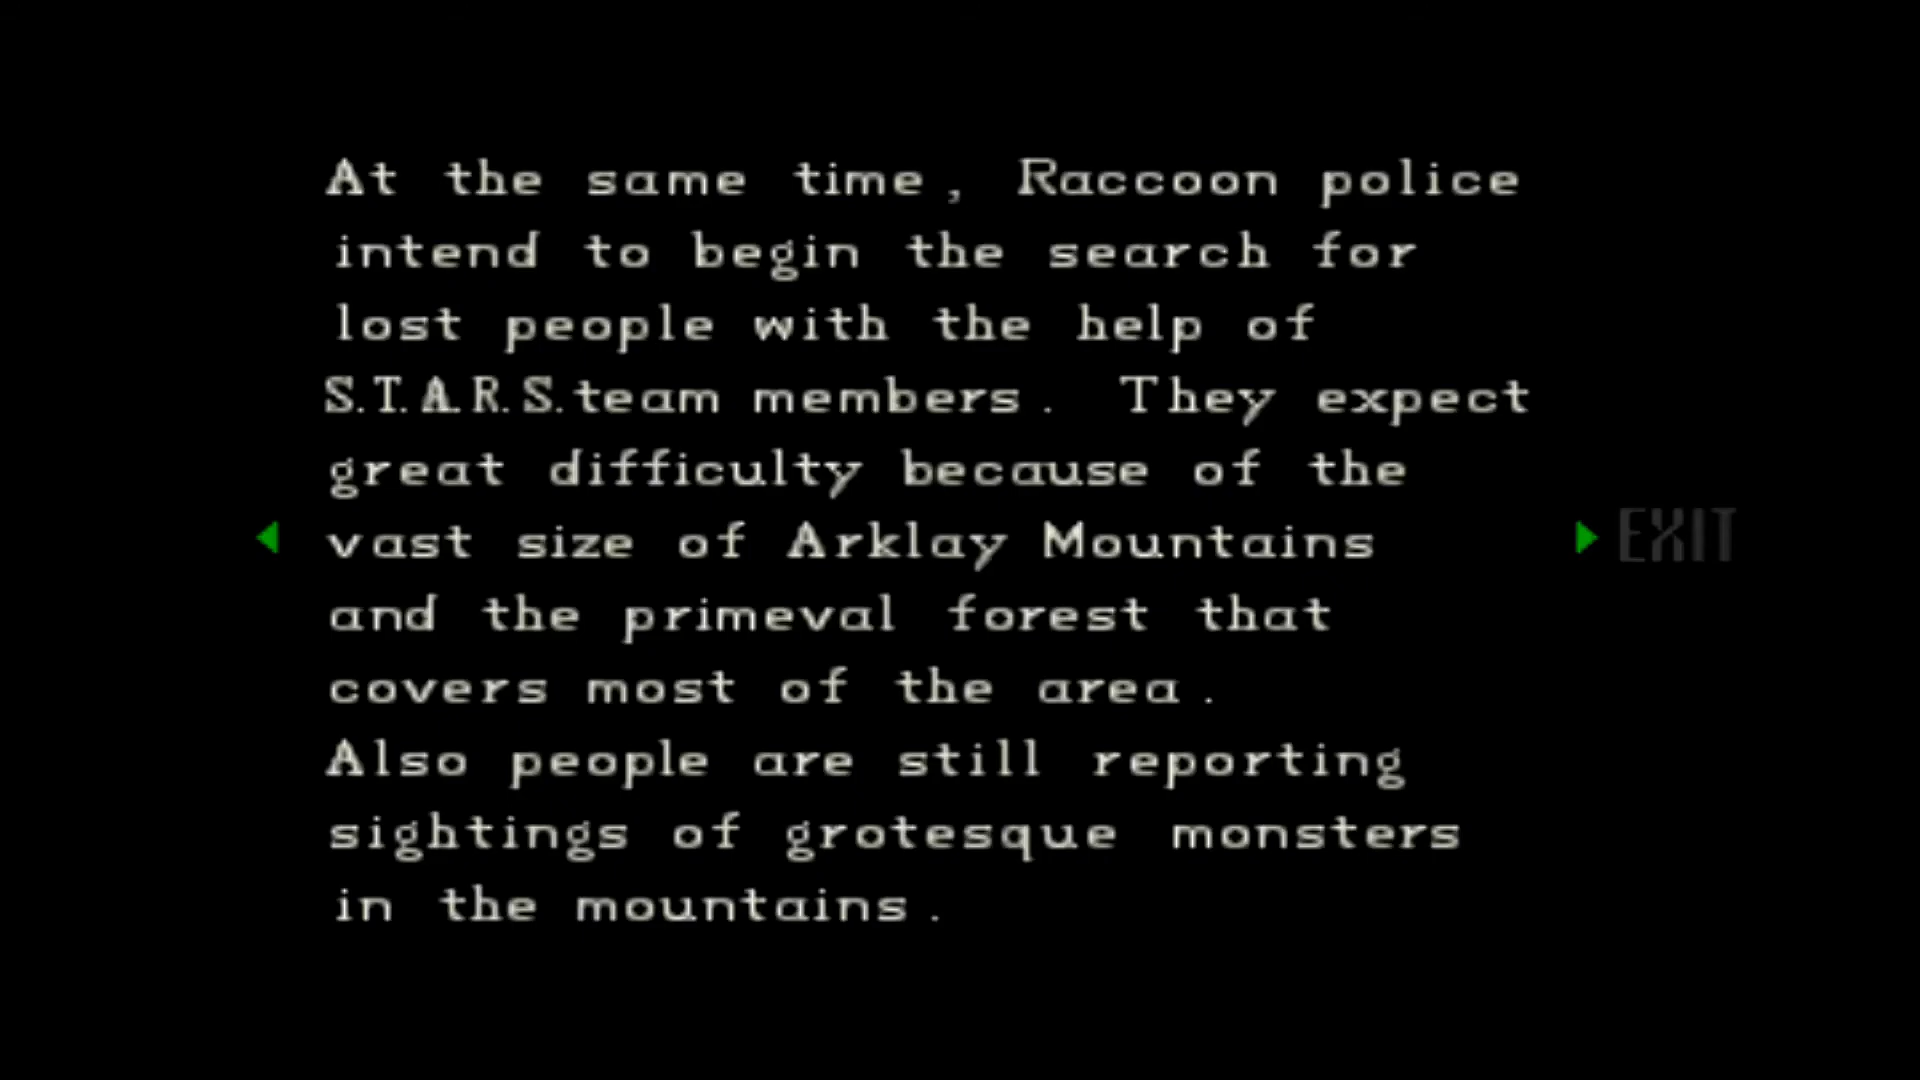 At the same time, Raccoon police
intend to begin the search for
lost people with the help of
S.T.A.R.S.team members. They expect
great difficulty because of the
vast size of Arklay Mountains
EXIT
and the primeval forest that
covers most of the area.
Also people are still reporting
sightings of grotesque monsters
in the mountains.